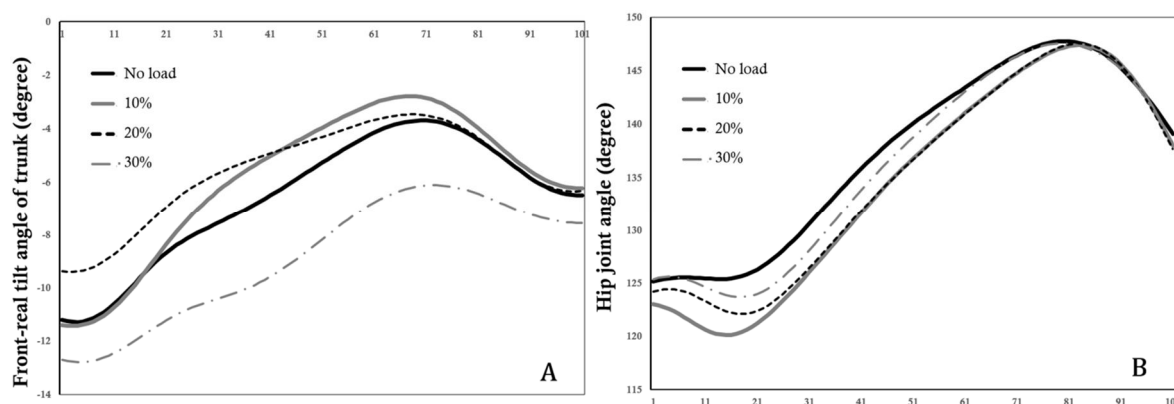 0
1 11 21 31 41 51 61 71 81 91 101
-2
-4
-6
-8
-10
-12
-14
Front-real tilt angle of trunk (degree)
No load
10%
20%
30%
A
150
145
140
135
130
125
120
115
Hip joint angle (degree)
No load
10%
20%
30%
B
1 11 21 31 41 51 61 71 81 91